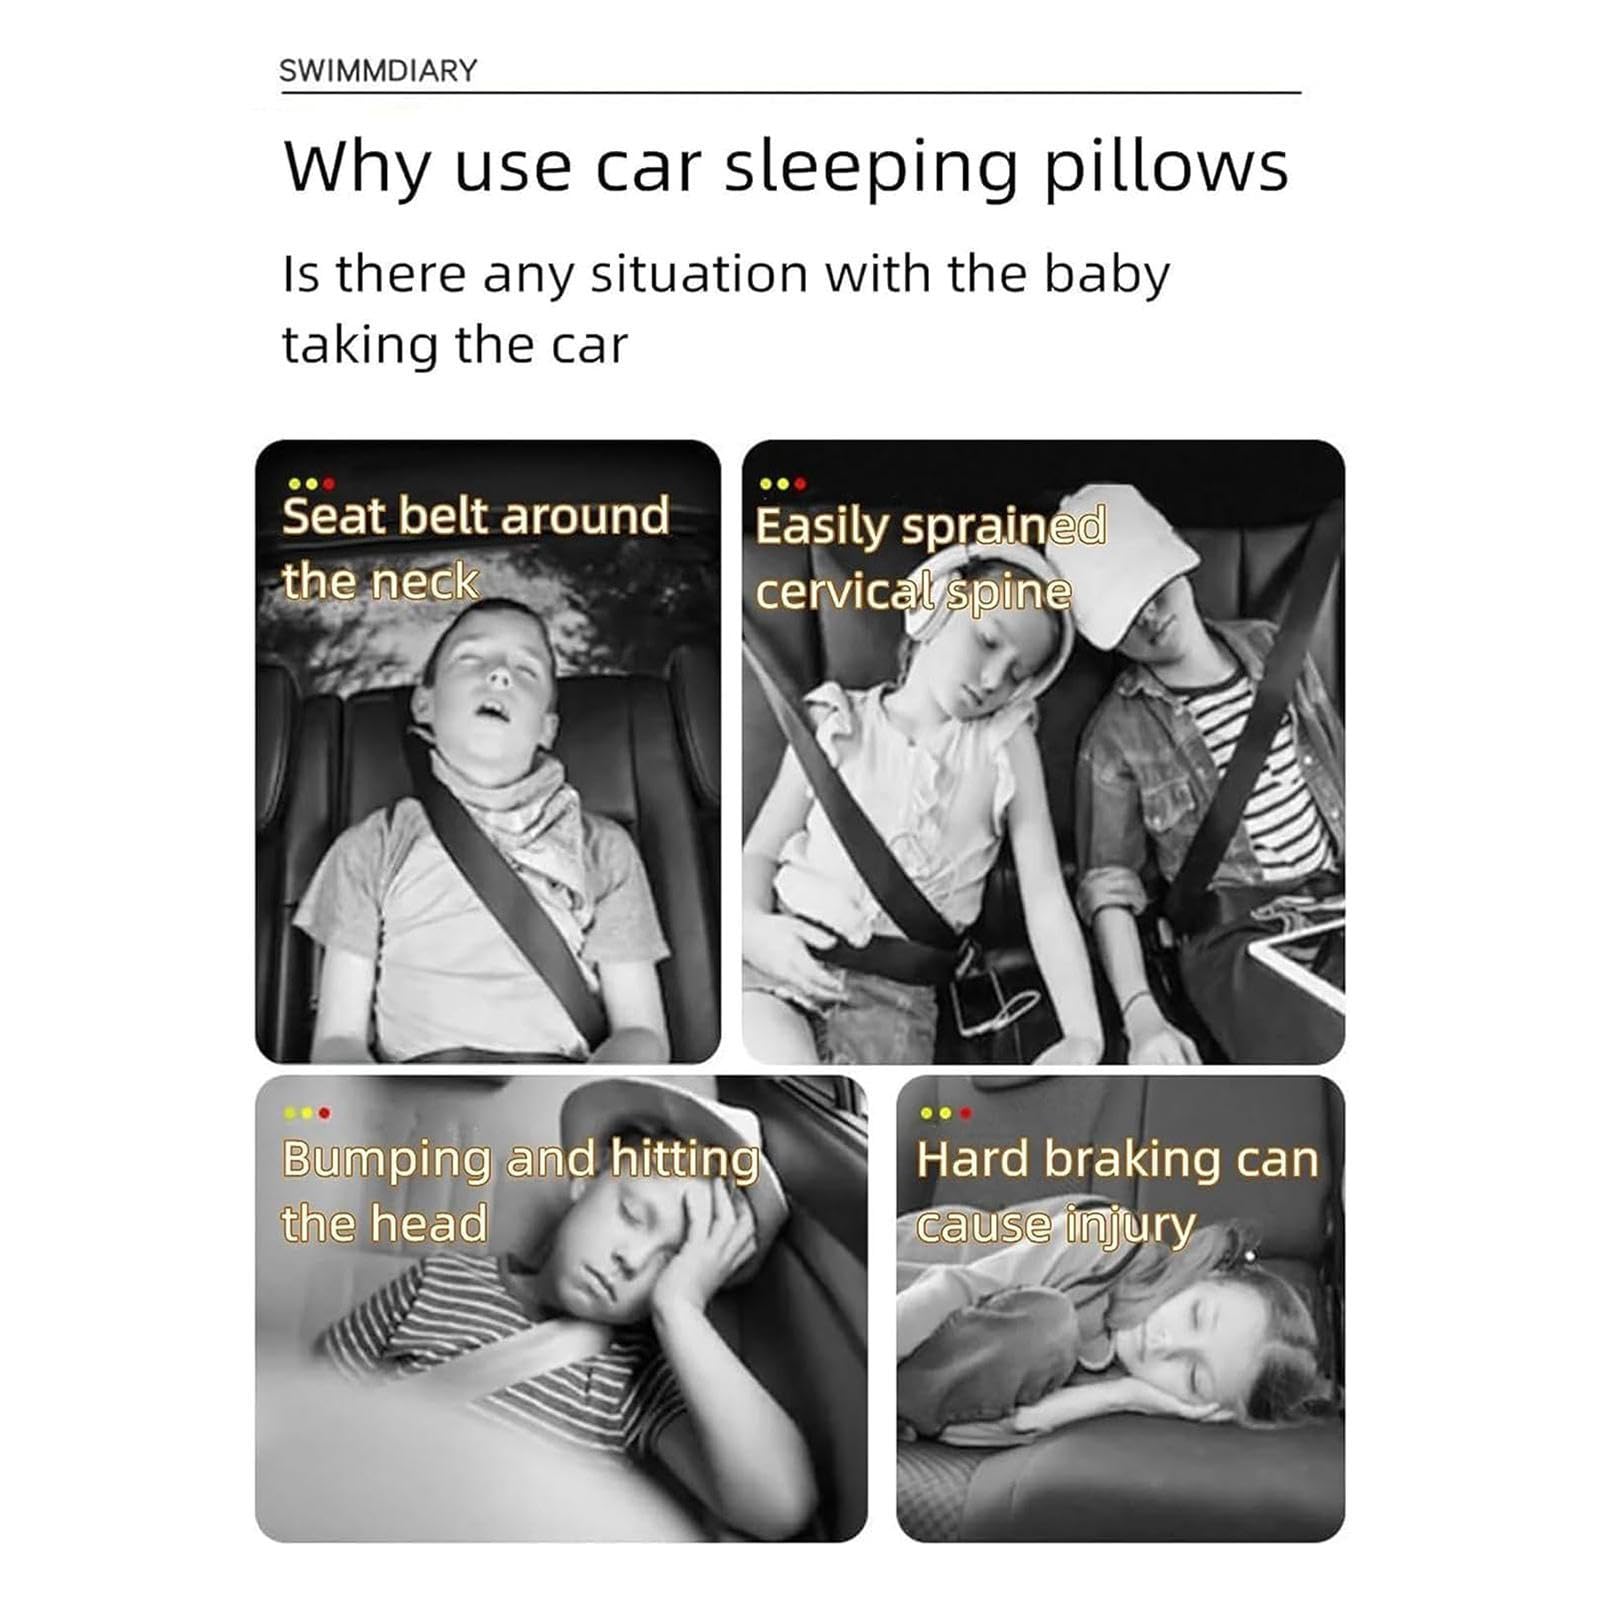 SWIMMDIARY
Why use car sleeping pillows
Is there any situation with the baby
taking the car
Seat belt around
the neck
Easily sprained
cervical spine
Bumping and hitting
the head
Hard braking can
cause injury